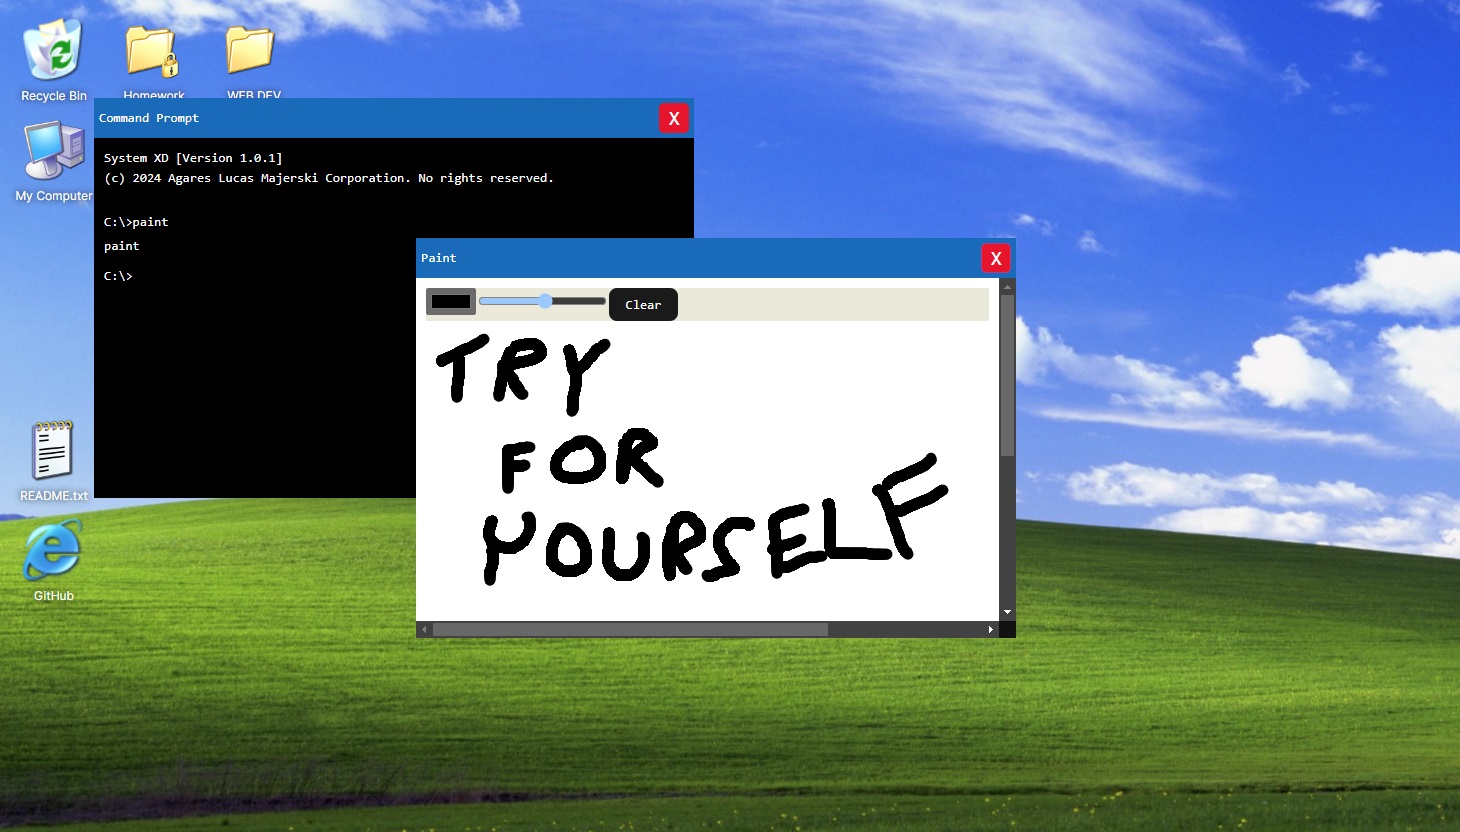 Recycle Bin
Homework
WEB DEV
My Computer
README.txt
GitHub
Command Prompt
X
System XD [Version 1.0.1]
(c) 2024 Agares Lucas Majerski Corporation. No rights reserved.
C:\>paint
paint
C:\>
Paint
X
Clear
TRY
FOR
YOURSELF